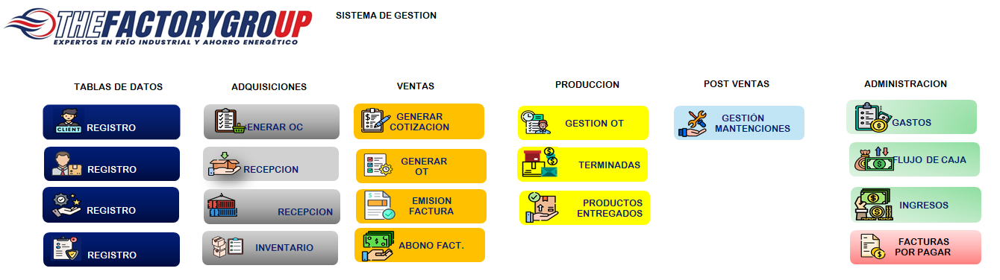 THEFACTORYGROUP
EXPERTOS EN FRÍO INDUSTRIAL Y AHORRO ENERGÉTICO
SISTEMA DE GESTION
TABLAS DE DATOS
CLIENT
REGISTRO
REGISTRO
REGISTRO
REGISTRO
ADQUISICIONES
ENERAR OC
RECEPCION
RECEPCION
INVENTARIO
VENTAS
GENERAR
COTIZACION
GENERAR
OT
EMISION
FACTURA
ABONO FACT.
PRODUCCION
GESTION OT
TERMINADAS
PRODUCTOS
ENTREGADOS
POST VENTAS
GESTIÓN
MANTENCIONES
ADMINISTRACION
GASTOS
FLUJO DE CAJA
INGRESOS
FACTURAS
POR PAGAR